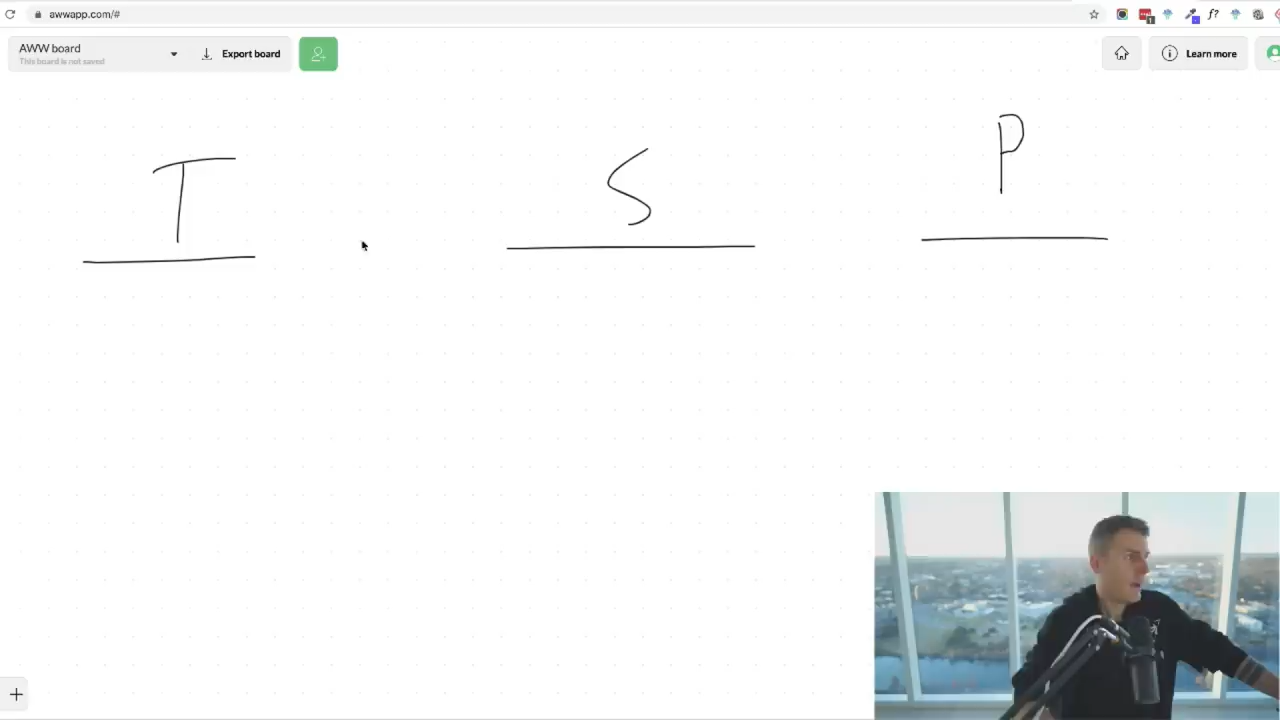 awwapp.com/#
AWW board
This board is not saved
Export board
Learn more
T S P